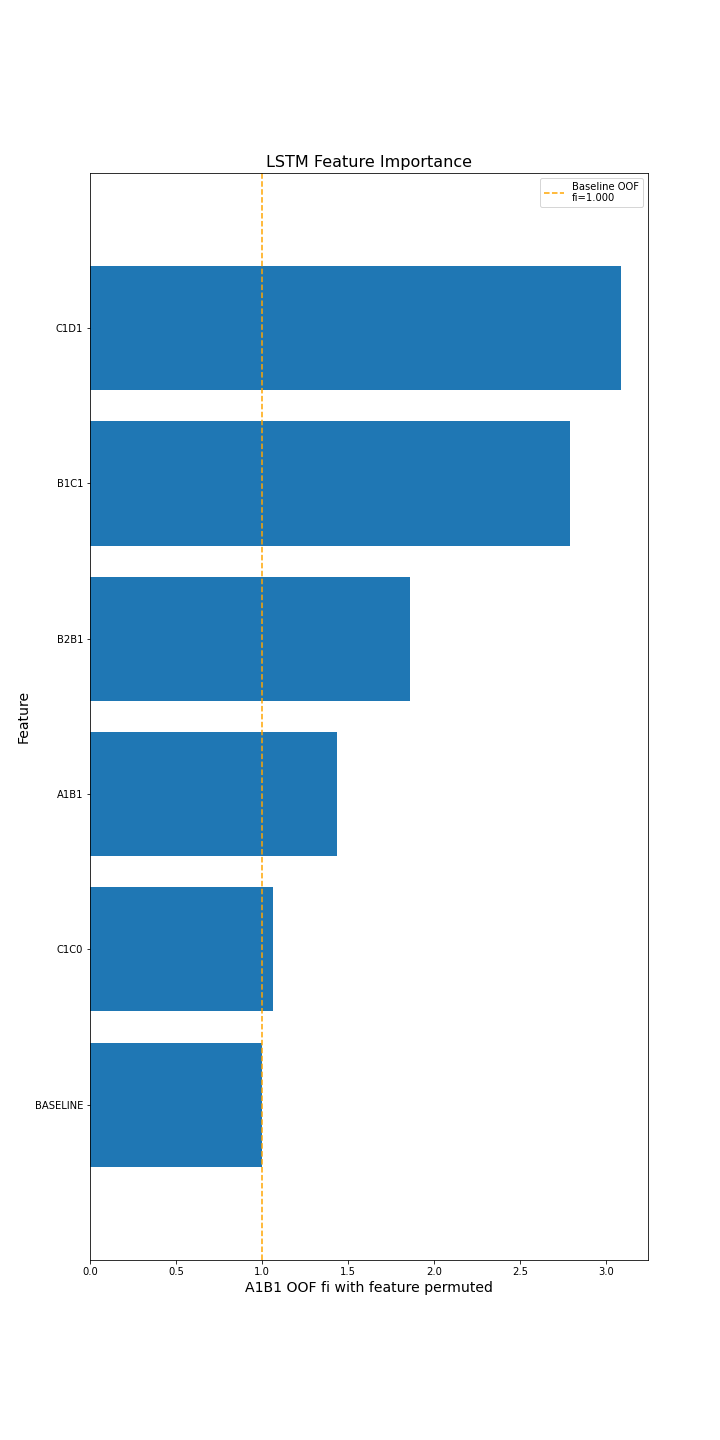 LSTM Feature Importance
Baseline OOF
fi=1.000
C1D1
B1C1
B2B1
A1B1
C1C0
BASELINE
Feature
0.0 0.5 1.0 1.5 2.0 2.5 3.0
A1B1 OOF fi with feature permuted